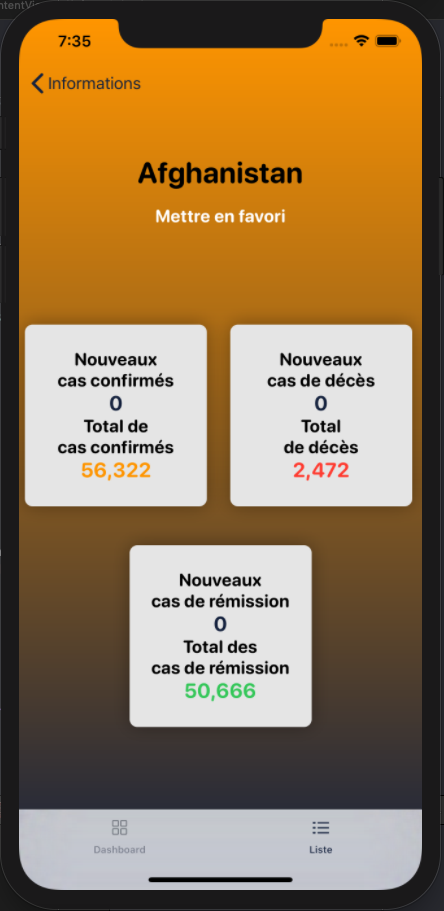 7:35
Informations
Afghanistan
Mettre en favori
Nouveaux
cas confirmés
0
Total de
cas confirmés
56,322
Nouveaux
cas de décès
0
Total
de décès
2,472
Nouveaux
cas de rémission
0
Total des
cas de rémission
50,666
Dashboard
Liste